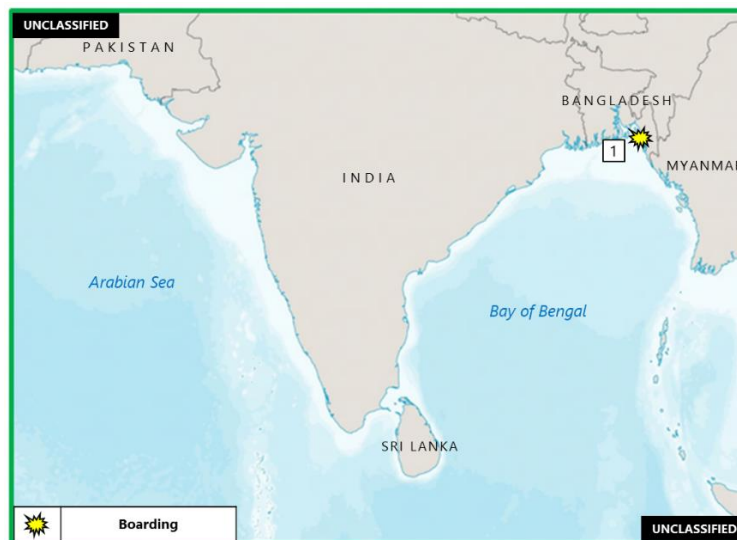 UNCLASSIFIED
PAKISTAN
BANGLADESH
1
MYANMAR
INDIA
Arabian Sea
Bay of Bengal
SRI LANKA
Boarding
UNCLASSIFIED